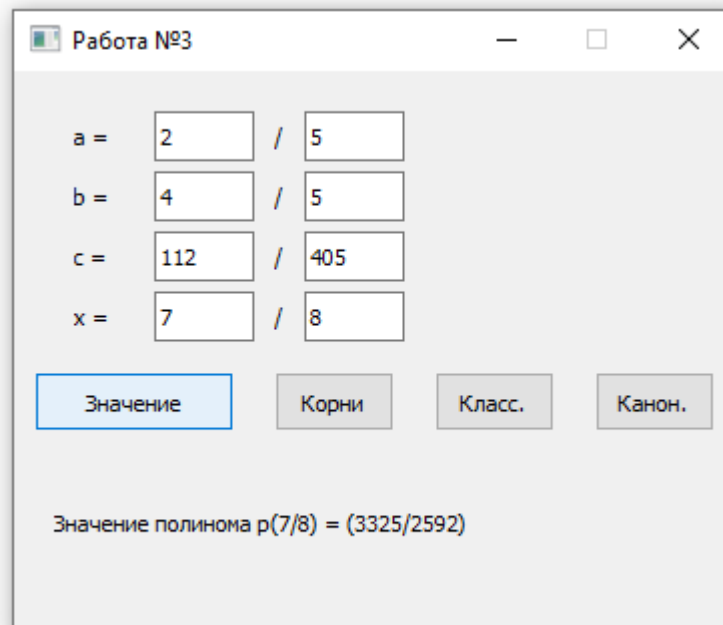 Работа №3
a = 2 / 5
b = 4 / 5
c = 112 / 405
x = 7 / 8
Значение Корни Класс. Канон.
Значение полинома p(7/8) = (3325/2592)